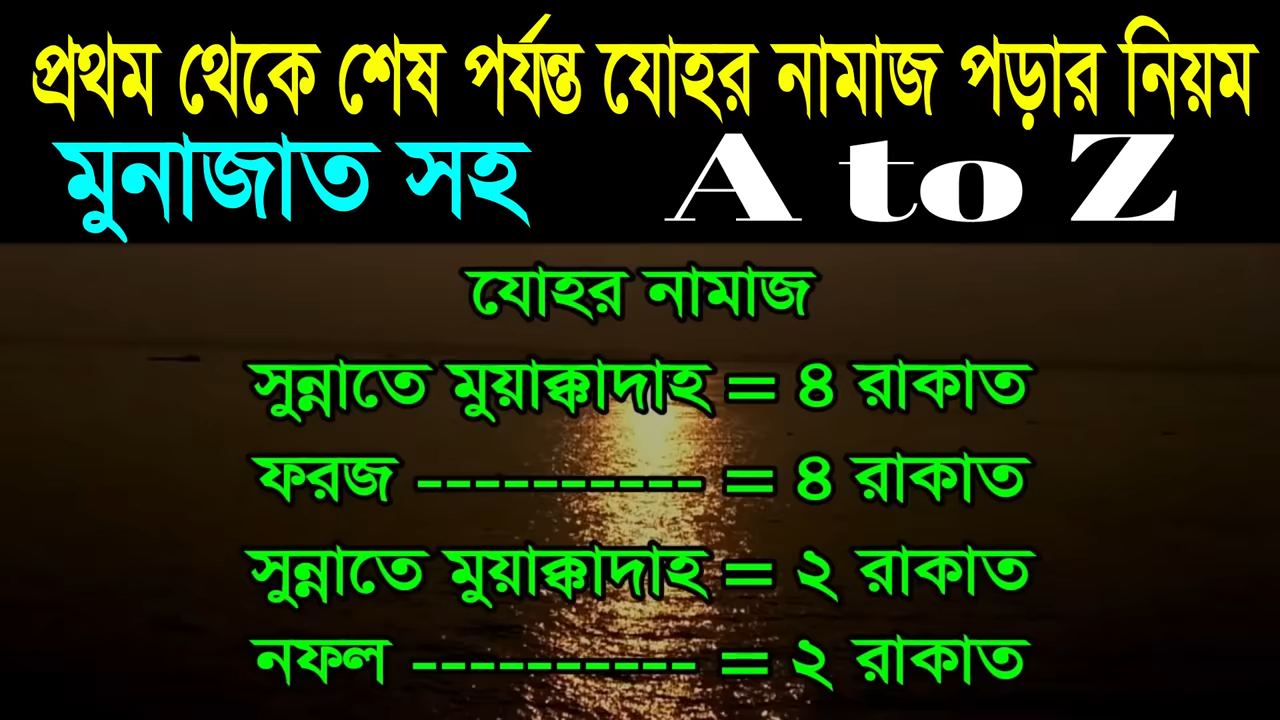 প্রথম থেকে শেষ পর্যন্ত যোহর নামাজ পড়ার নিয়ম
মুনাজাত সহ A to Z
যোহর নামাজ
সুন্নাতে মুয়াক্কাদাহ = ৪ রাকাত
ফরজ ---------- = ৪ রাকাত
সুন্নাতে মুয়াক্কাদাহ = ২ রাকাত
নফল ---------- = ২ রাকাত